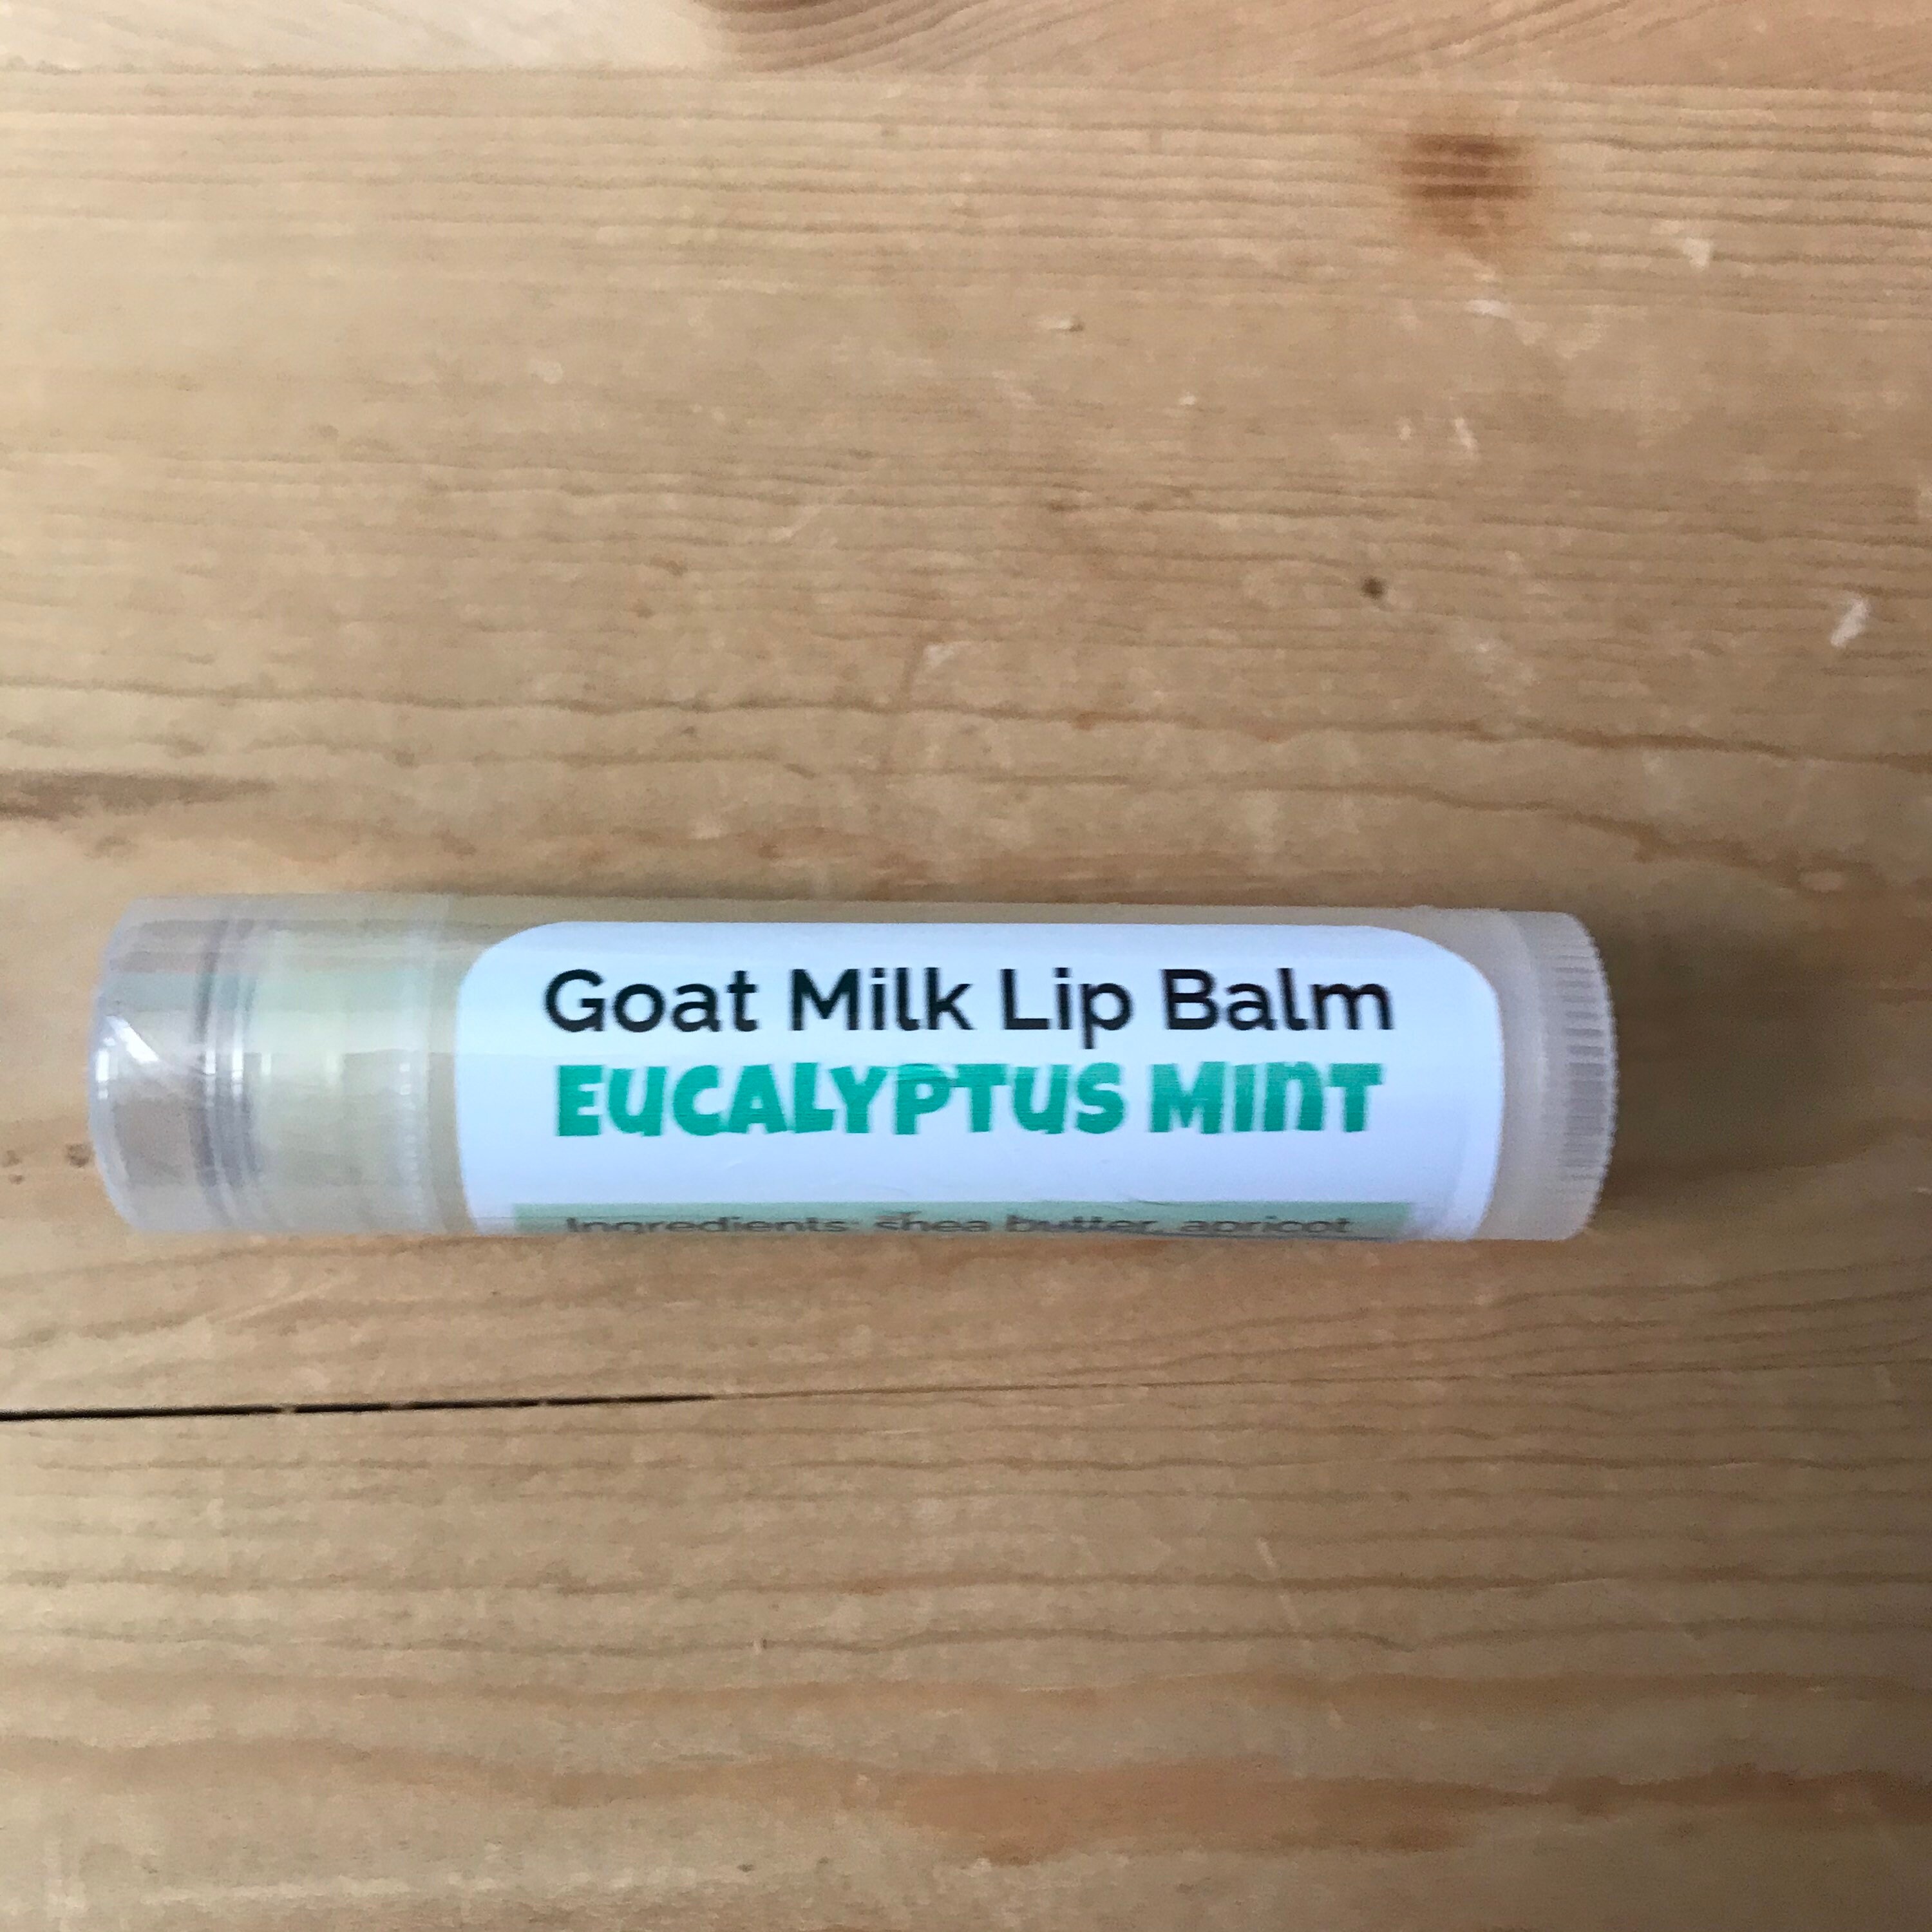 Goat Milk Lip Balm
EUCALYPTUS MINT
Ingredients: shea butter, apricot